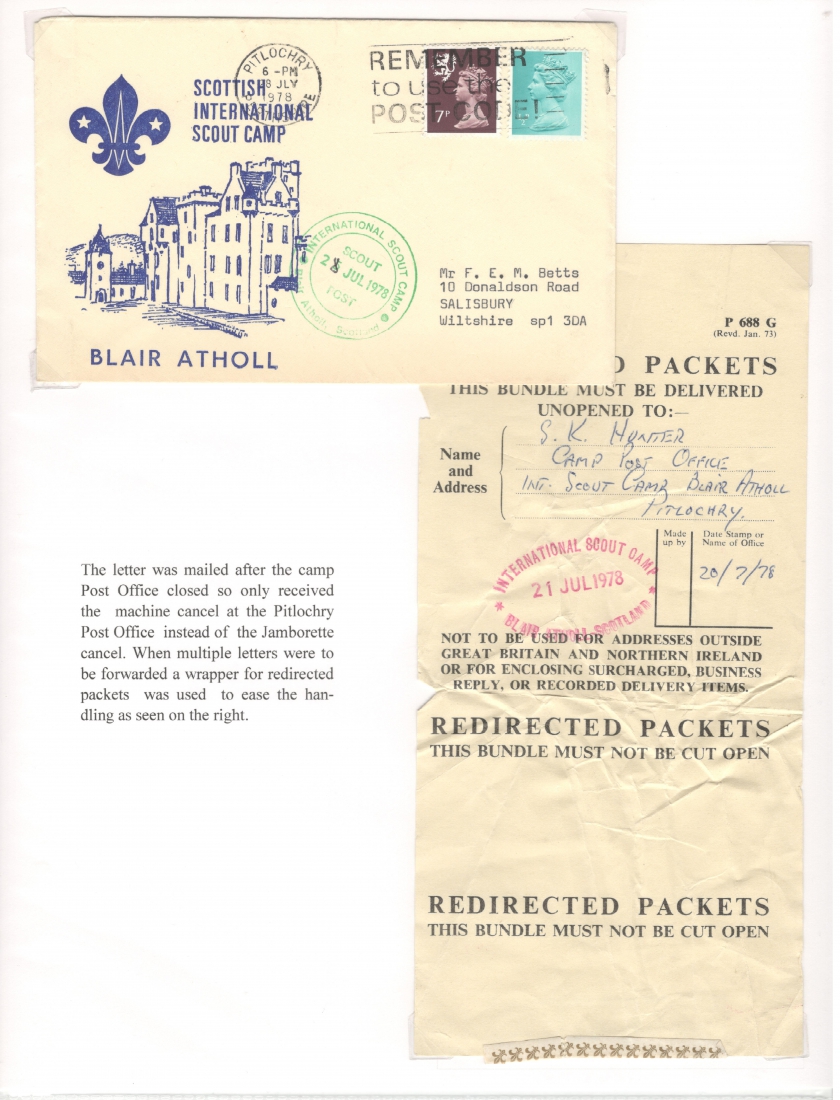 PITLOCHRY
6 -PM
8 JLY
1978
REMEMBER
to use the
POST CODE!
SCOTTISH
INTERNATIONAL
SCOUT CAMP
7P
INTERNATIONAL SCOUT CAMP
SCOUT
28 JUL 1978
POST
Atholl, Scotland
Mr F. E. M. Betts
10 Donaldson Road
SALISBURY
Wiltshire sp1 3DA
BLAIR ATHOLL
P 688 G
(Revd. Jan. 73)
PACKETS
THIS BUNDLE MUST BE DELIVERED
UNOPENED TO:—
Name
and
Address
S. K. HUNTER
CAMP POST OFFICE
INT. SCOUT CAMP BLAIR ATHOLL
PITLOCHRY.
Made
up by
Date Stamp or
Name of Office
20/7/78
INTERNATIONAL SCOUT CAMP
21 JUL 1978
BLAIR ATHOLL SCOTLAND
NOT TO BE USED FOR ADDRESSES OUTSIDE
GREAT BRITAIN AND NORTHERN IRELAND
OR FOR ENCLOSING SURCHARGED, BUSINESS
REPLY, OR RECORDED DELIVERY ITEMS.
REDIRECTED PACKETS
THIS BUNDLE MUST NOT BE CUT OPEN
REDIRECTED PACKETS
THIS BUNDLE MUST NOT BE CUT OPEN
The letter was mailed after the camp
Post Office closed so only received
the machine cancel at the Pitlochry
Post Office instead of the Jamborette
cancel. When multiple letters were to
be forwarded a wrapper for redirected
packets was used to ease the han-
dling as seen on the right.